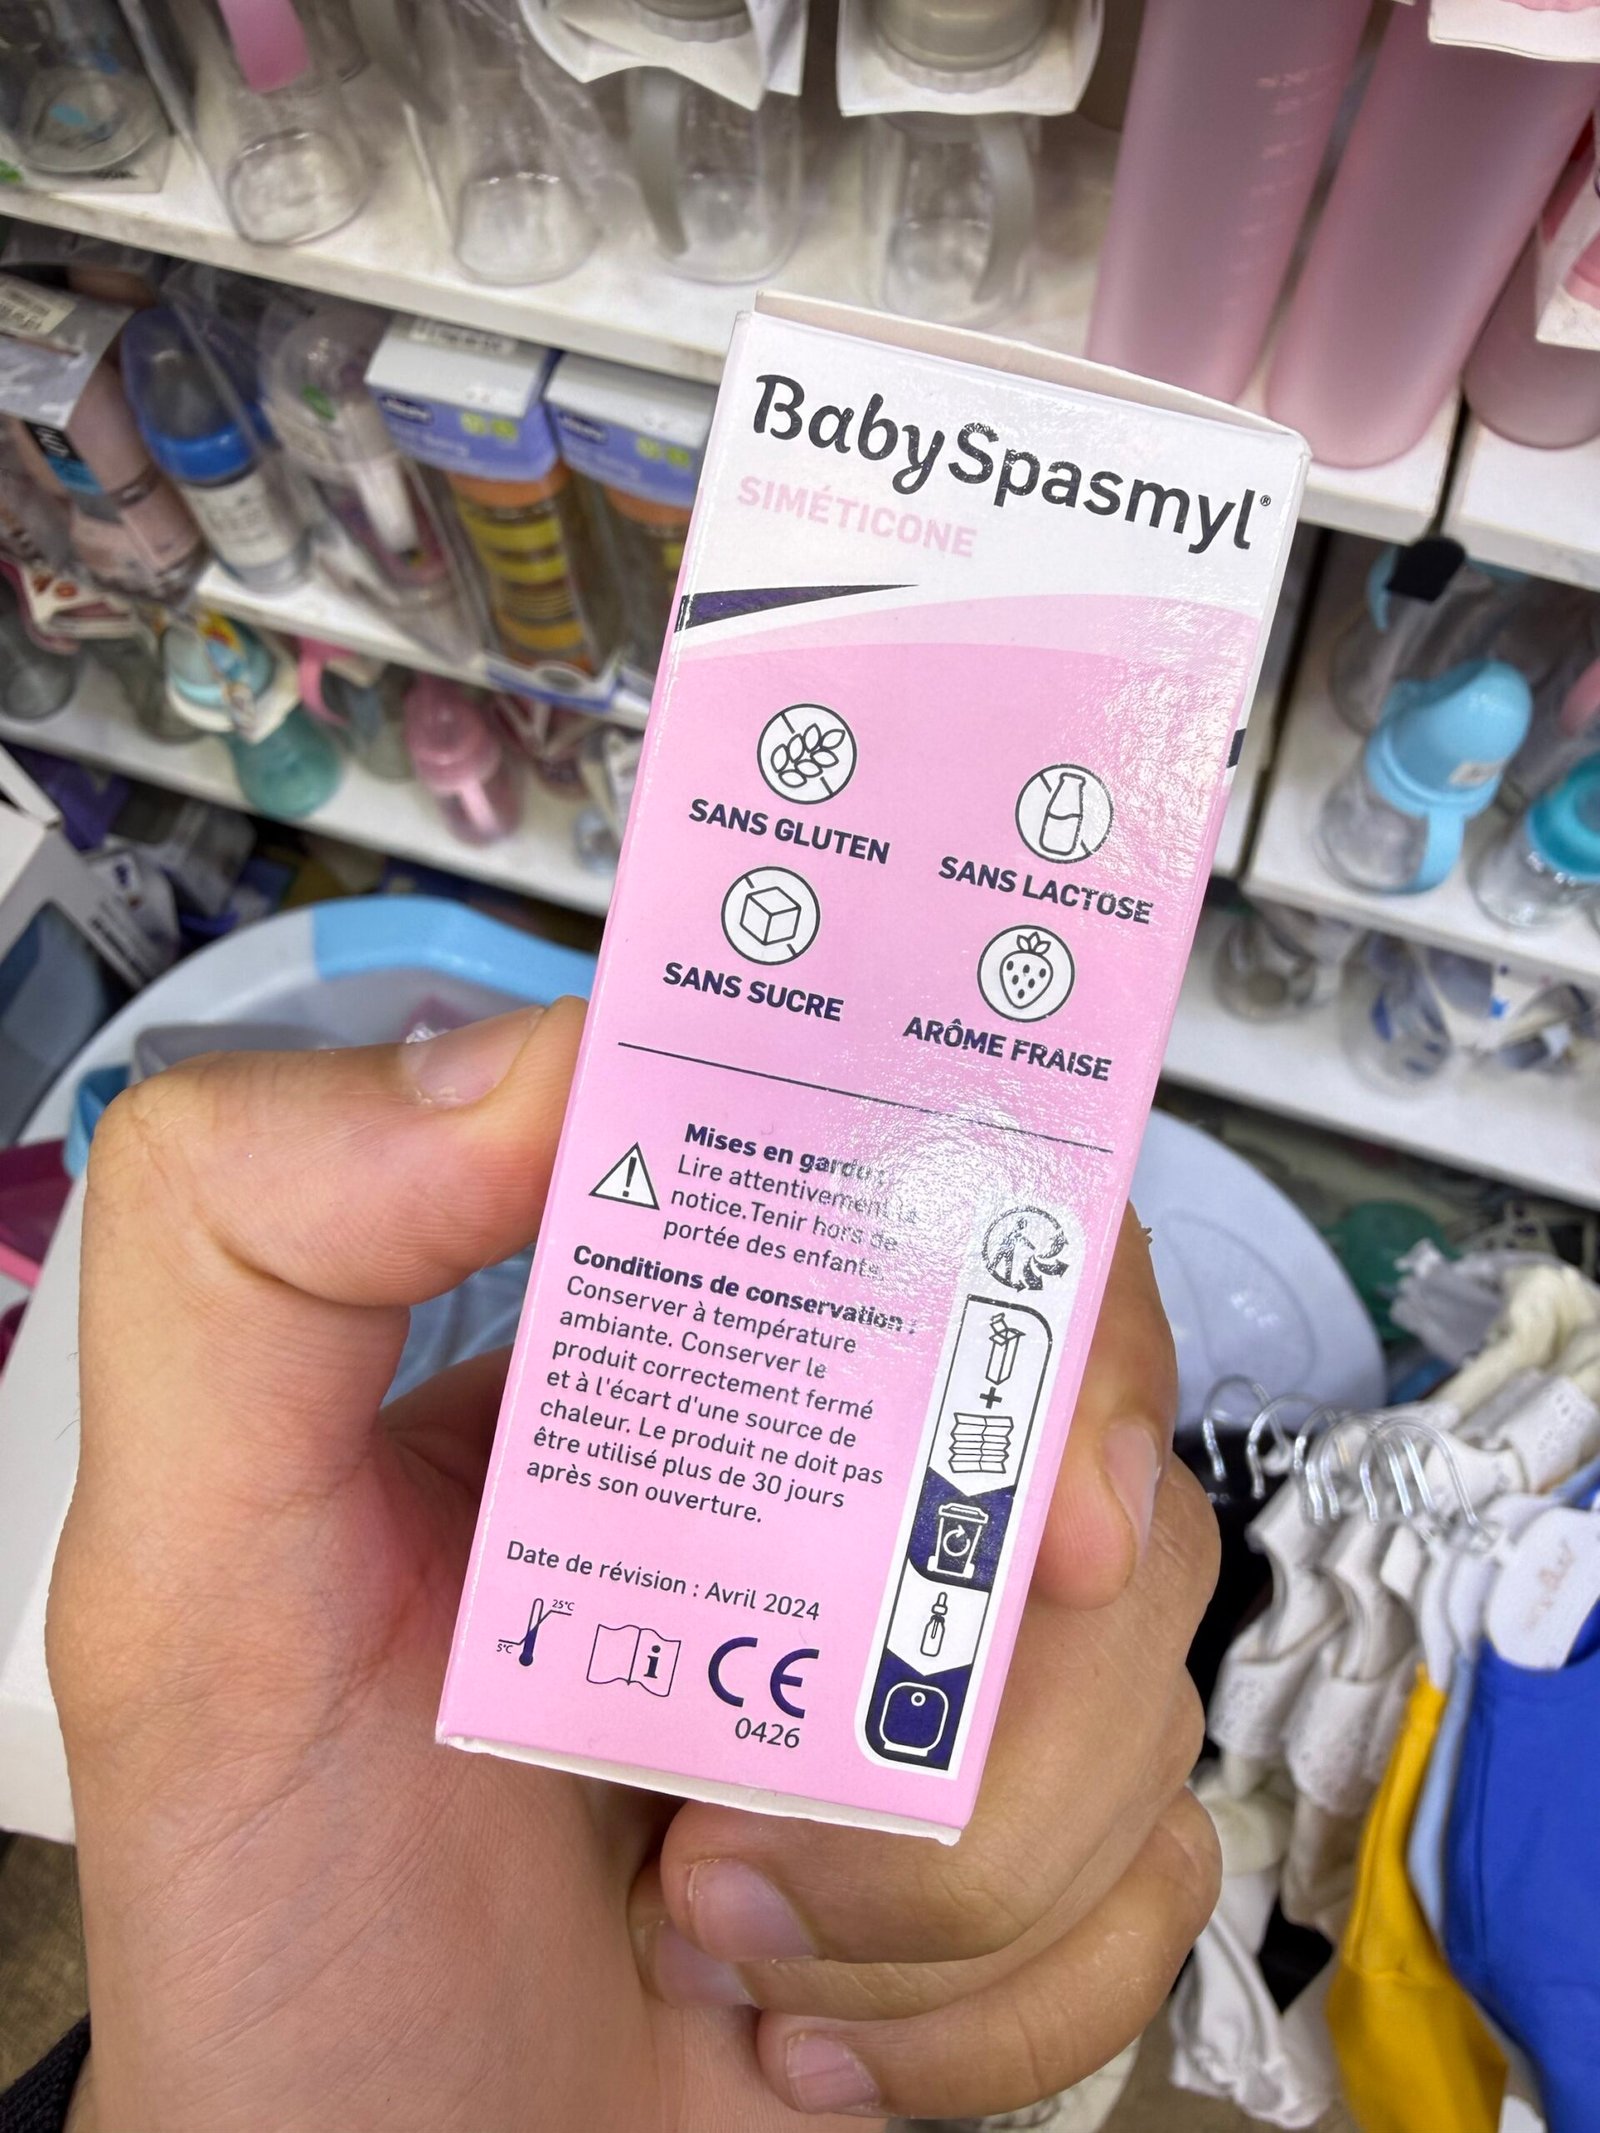 BabySpasmyl®
SIMÉTICONE
SANS GLUTEN
SANS LACTOSE
SANS SUCRE
ARÔME FRAISE
Mises en garde :
Lire attentivement la
notice. Tenir hors de
portée des enfants.
Conditions de conservation :
Conserver à température
ambiante. Conserver le
produit correctement fermé
et à l'écart d'une source de
chaleur. Le produit ne doit pas
être utilisé plus de 30 jours
après son ouverture.
Date de révision : Avril 2024
25°C
5°C
i
CE
0426
+